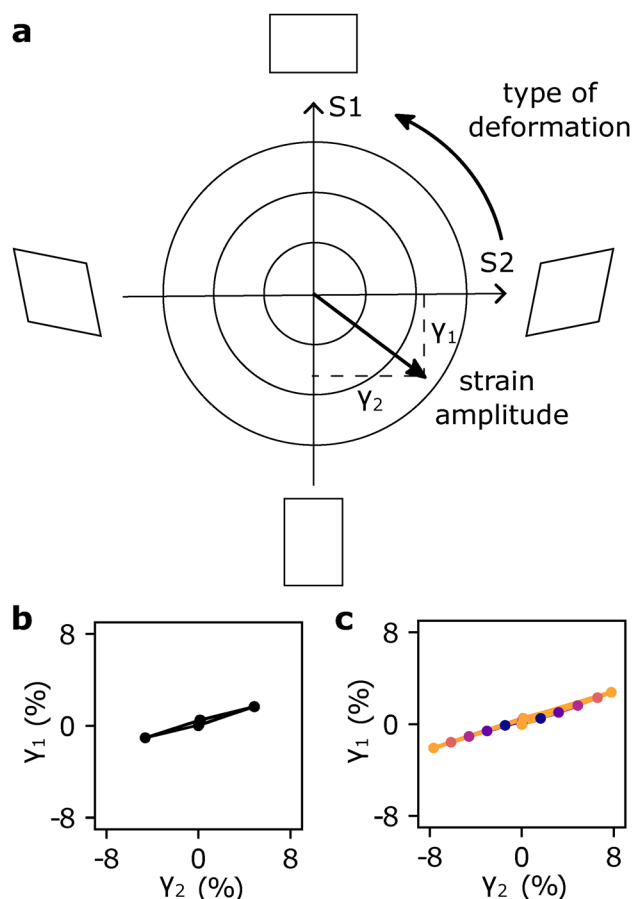 a
S1
type of
deformation
S2
γ₁
γ₂
strain
amplitude
b
8
0
-8
γ₁ (%)
-8 0 8
γ₂ (%)
c
8
0
-8
γ₁ (%)
-8 0 8
γ₂ (%)